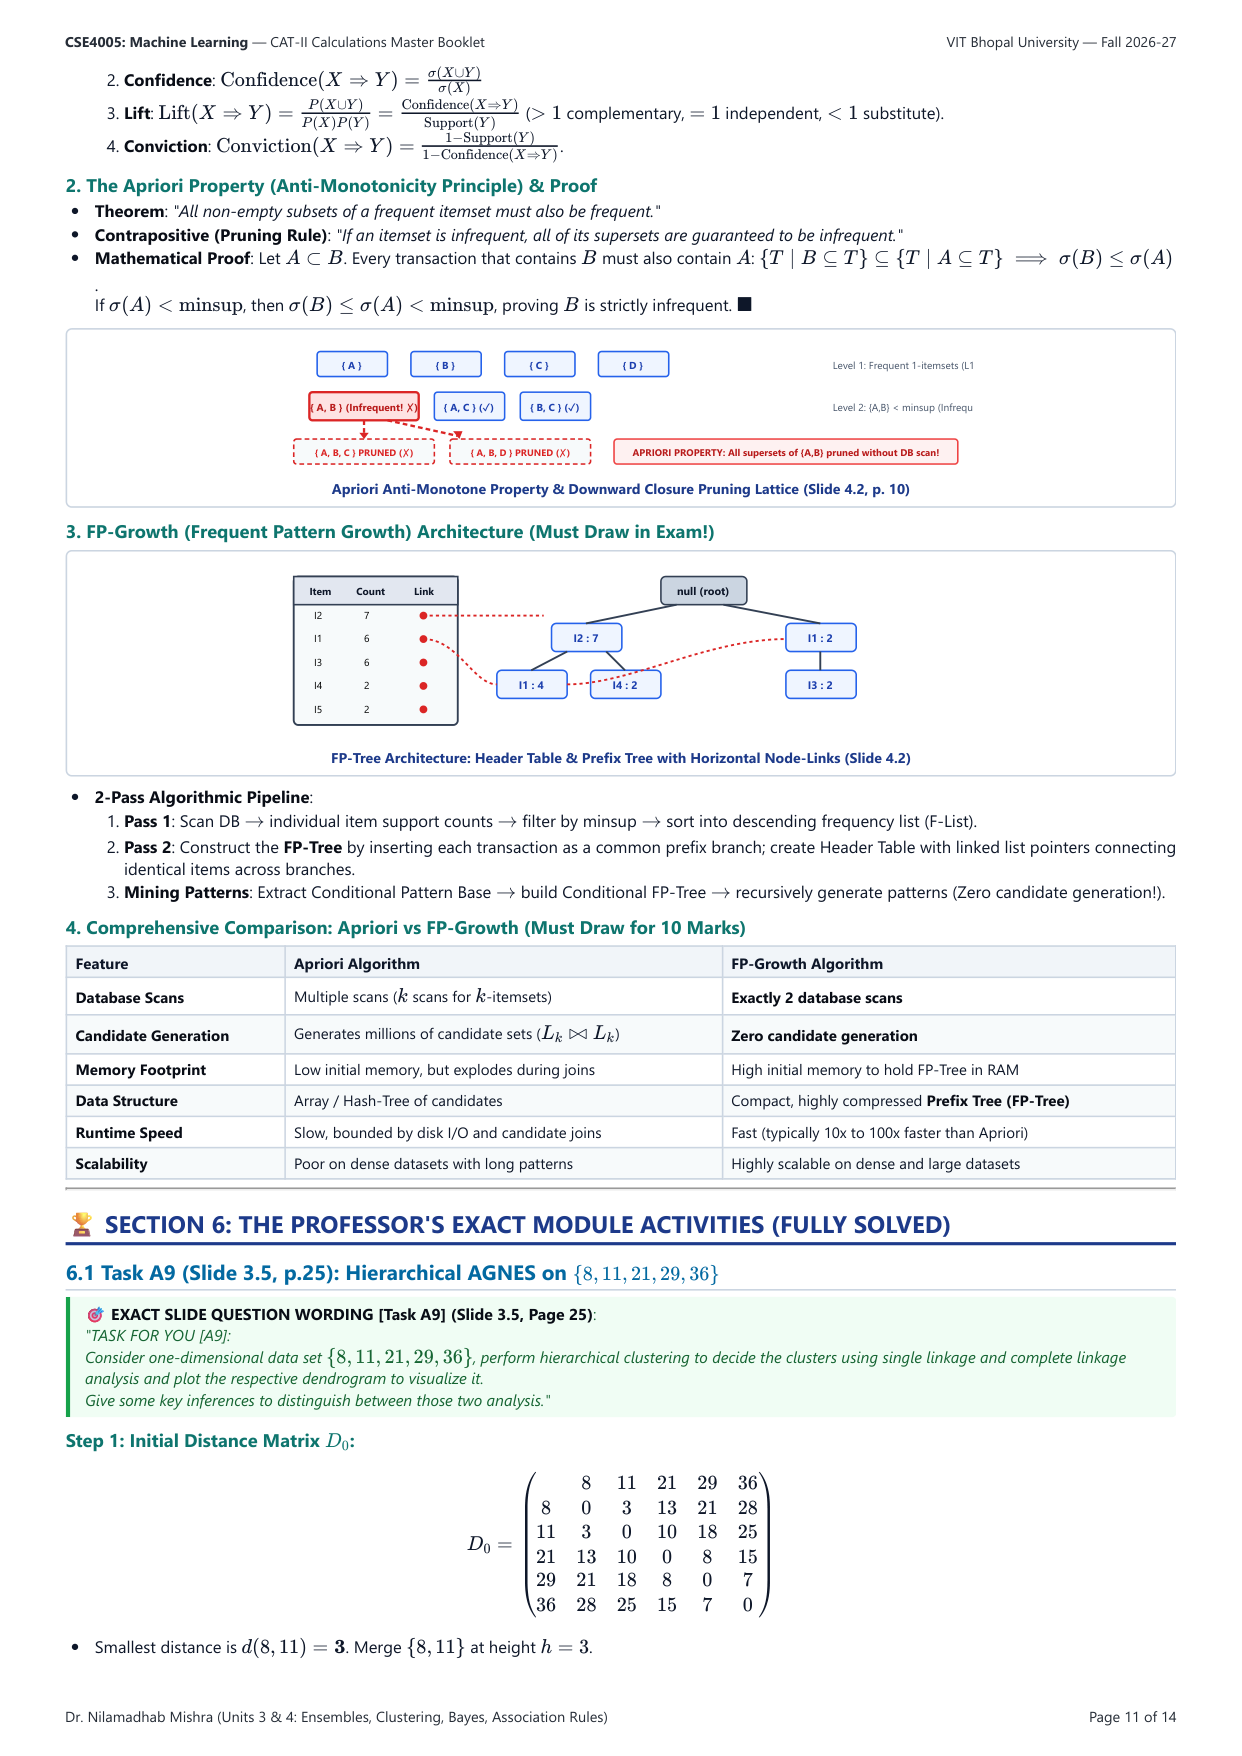 CSE4005: Machine Learning — CAT-II Calculations Master Booklet
VIT Bhopal University — Fall 2026-27
2. Confidence: Confidence(X ⇒ Y) = σ(X∪Y) / σ(X)
3. Lift: Lift(X ⇒ Y) = P(X∪Y) / P(X)P(Y) = Confidence(X⇒Y) / Support(Y) (> 1 complementary, = 1 independent, < 1 substitute).
4. Conviction: Conviction(X ⇒ Y) = 1−Support(Y) / 1−Confidence(X⇒Y).
2. The Apriori Property (Anti-Monotonicity Principle) & Proof
• Theorem: "All non-empty subsets of a frequent itemset must also be frequent."
• Contrapositive (Pruning Rule): "If an itemset is infrequent, all of its supersets are guaranteed to be infrequent."
• Mathematical Proof: Let A ⊂ B. Every transaction that contains B must also contain A: {T | B ⊆ T} ⊆ {T | A ⊆ T} ⟹ σ(B) ≤ σ(A)
.
If σ(A) < minsup, then σ(B) ≤ σ(A) < minsup, proving B is strictly infrequent. ■
{ A } { B } { C } { D } Level 1: Frequent 1-itemsets (L1
{ A, B } (Infrequent! ✗) { A, C } (✓) { B, C } (✓) Level 2: {A,B} < minsup (Infrequ
{ A, B, C } PRUNED (✗) { A, B, D } PRUNED (✗) APRIORI PROPERTY: All supersets of {A,B} pruned without DB scan!
Apriori Anti-Monotone Property & Downward Closure Pruning Lattice (Slide 4.2, p. 10)
3. FP-Growth (Frequent Pattern Growth) Architecture (Must Draw in Exam!)
Item Count Link
I2 7
I1 6
I3 6
I4 2
I5 2
null (root)
I2 : 7 I1 : 2
I1 : 4 I4 : 2 I3 : 2
FP-Tree Architecture: Header Table & Prefix Tree with Horizontal Node-Links (Slide 4.2)
• 2-Pass Algorithmic Pipeline:
1. Pass 1: Scan DB → individual item support counts → filter by minsup → sort into descending frequency list (F-List).
2. Pass 2: Construct the FP-Tree by inserting each transaction as a common prefix branch; create Header Table with linked list pointers connecting
identical items across branches.
3. Mining Patterns: Extract Conditional Pattern Base → build Conditional FP-Tree → recursively generate patterns (Zero candidate generation!).
4. Comprehensive Comparison: Apriori vs FP-Growth (Must Draw for 10 Marks)
Feature Apriori Algorithm FP-Growth Algorithm
Database Scans Multiple scans (k scans for k-itemsets) Exactly 2 database scans
Candidate Generation Generates millions of candidate sets (Lₖ ⋈ Lₖ) Zero candidate generation
Memory Footprint Low initial memory, but explodes during joins High initial memory to hold FP-Tree in RAM
Data Structure Array / Hash-Tree of candidates Compact, highly compressed Prefix Tree (FP-Tree)
Runtime Speed Slow, bounded by disk I/O and candidate joins Fast (typically 10x to 100x faster than Apriori)
Scalability Poor on dense datasets with long patterns Highly scalable on dense and large datasets
🏆 SECTION 6: THE PROFESSOR'S EXACT MODULE ACTIVITIES (FULLY SOLVED)
6.1 Task A9 (Slide 3.5, p.25): Hierarchical AGNES on {8, 11, 21, 29, 36}
🎯 EXACT SLIDE QUESTION WORDING [Task A9] (Slide 3.5, Page 25):
"TASK FOR YOU [A9]:
Consider one-dimensional data set {8, 11, 21, 29, 36}, perform hierarchical clustering to decide the clusters using single linkage and complete linkage
analysis and plot the respective dendrogram to visualize it.
Give some key inferences to distinguish between those two analysis."
Step 1: Initial Distance Matrix D₀:
8 11 21 29 36
8 0 3 13 21 28
11 3 0 10 18 25
D₀ = 21 13 10 0 8 15
29 21 18 8 0 7
36 28 25 15 7 0
• Smallest distance is d(8, 11) = 3. Merge {8, 11} at height h = 3.
Dr. Nilamadhab Mishra (Units 3 & 4: Ensembles, Clustering, Bayes, Association Rules)
Page 11 of 14